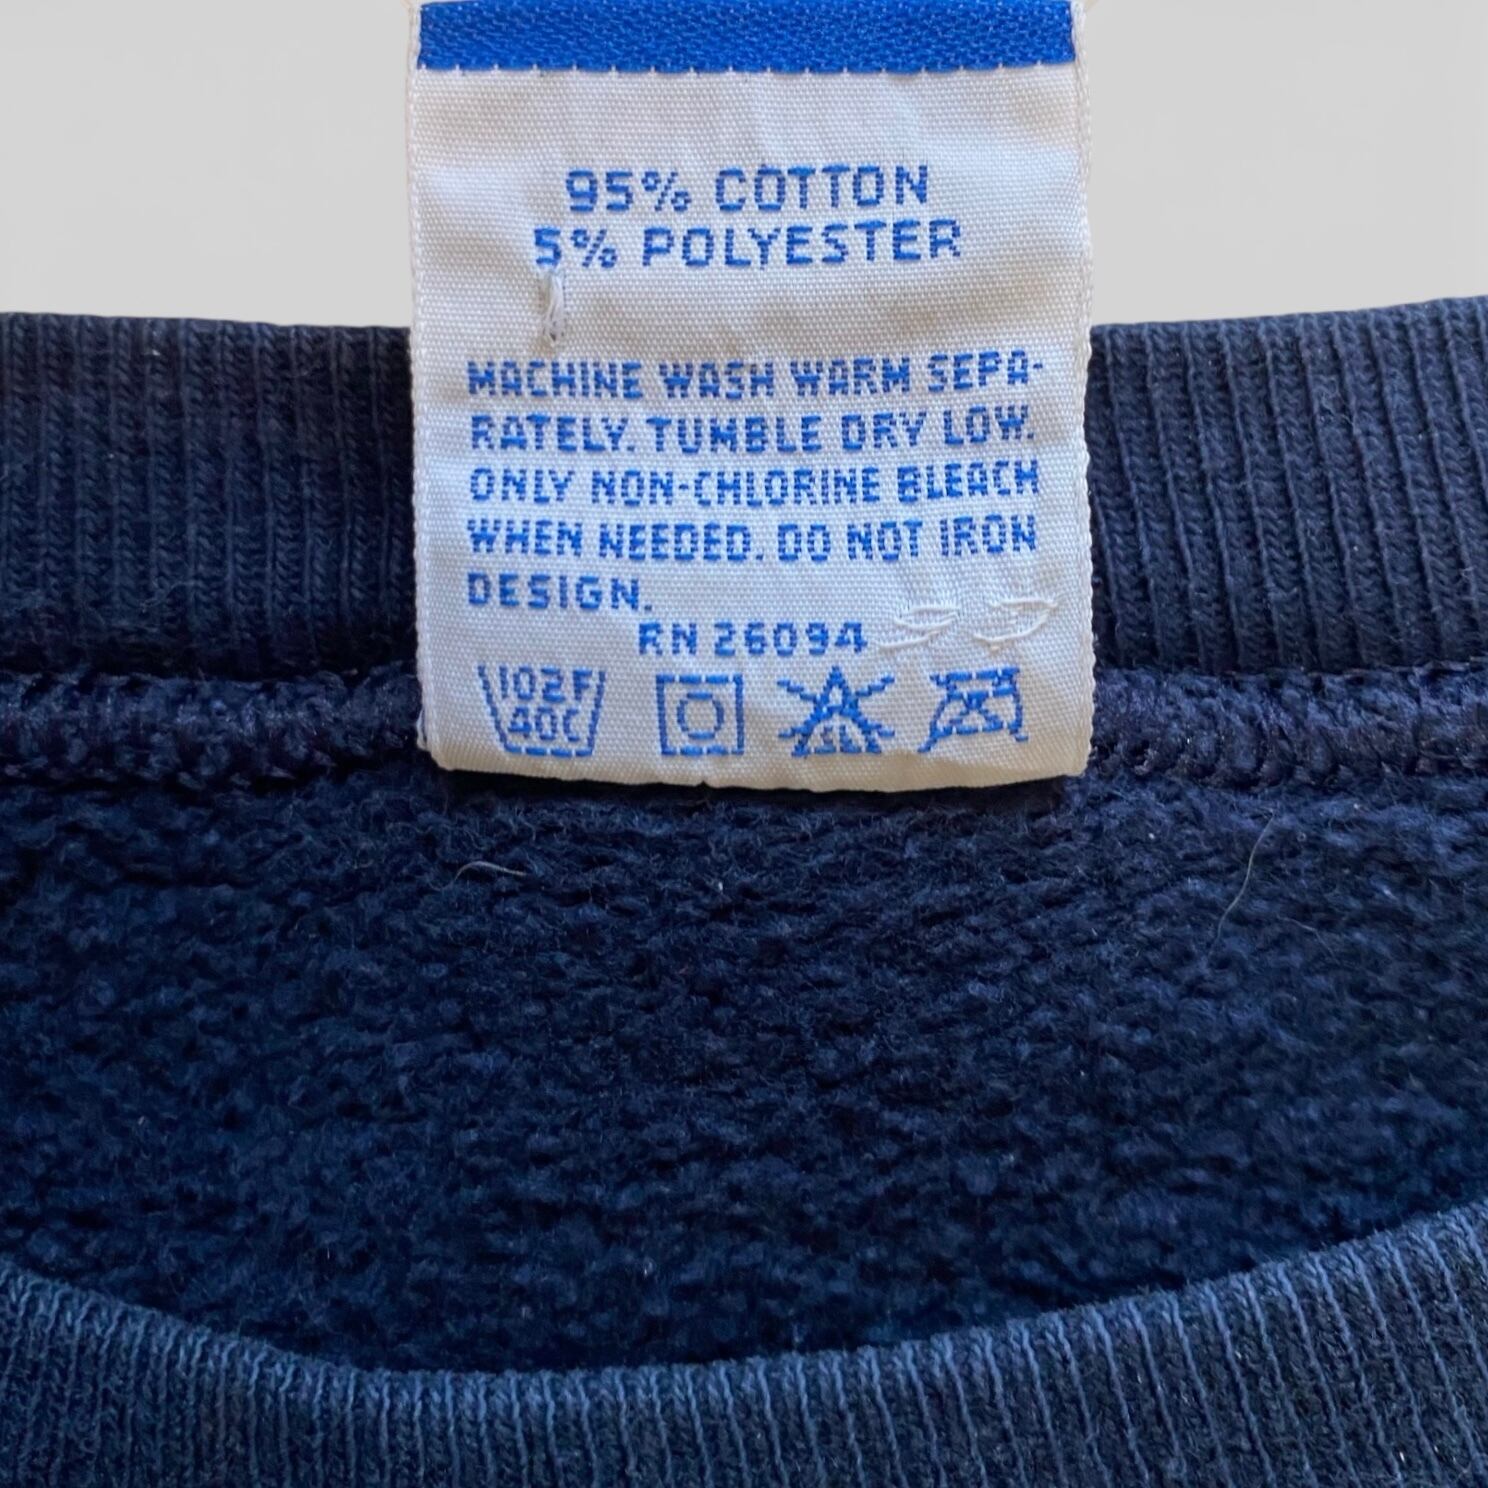 95% COTTON
5% POLYESTER
MACHINE WASH WARM SEPA-
RATELY. TUMBLE DRY LOW.
ONLY NON-CHLORINE BLEACH
WHEN NEEDED. DO NOT IRON
DESIGN.
RN 26094
102F
40C
CL